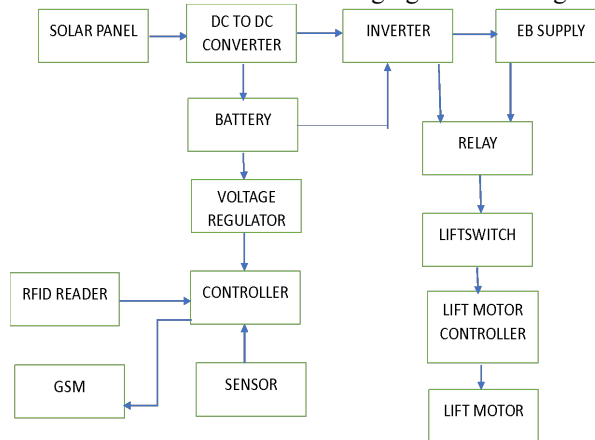 SOLAR PANEL
DC TO DC
CONVERTER
INVERTER
EB SUPPLY
BATTERY
RELAY
VOLTAGE
REGULATOR
LIFTSWITCH
RFID READER
CONTROLLER
LIFT MOTOR
CONTROLLER
GSM
SENSOR
LIFT MOTOR